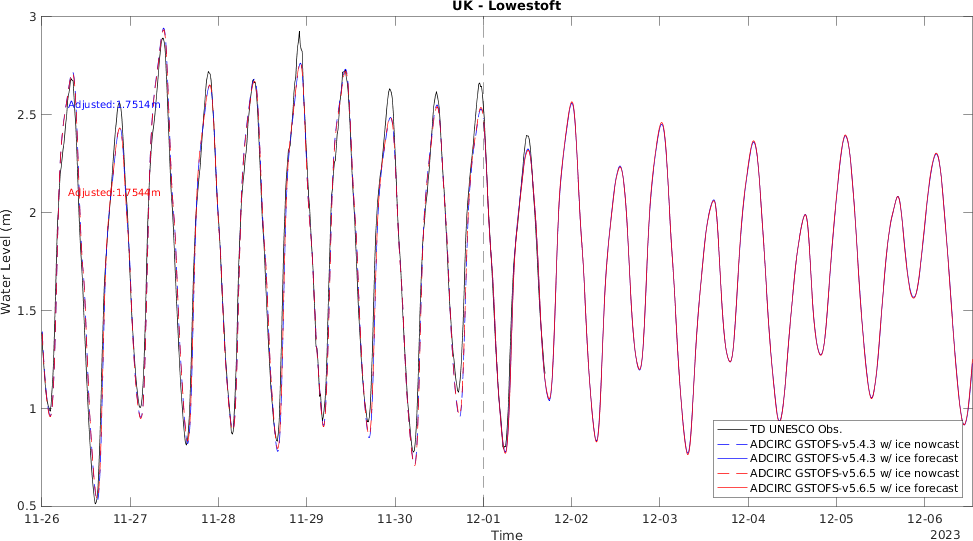 UK - Lowestoft
3
2.5
2
1.5
1
0.5
Water Level (m)
Adjusted:1.7514m
Adjusted:1.7544m
TD UNESCO Obs.
ADCIRC GSTOFS-v5.4.3 w/ ice nowcast
ADCIRC GSTOFS-v5.4.3 w/ ice forecast
ADCIRC GSTOFS-v5.6.5 w/ ice nowcast
ADCIRC GSTOFS-v5.6.5 w/ ice forecast
11-26 11-27 11-28 11-29 11-30 12-01 12-02 12-03 12-04 12-05 12-06
Time
2023